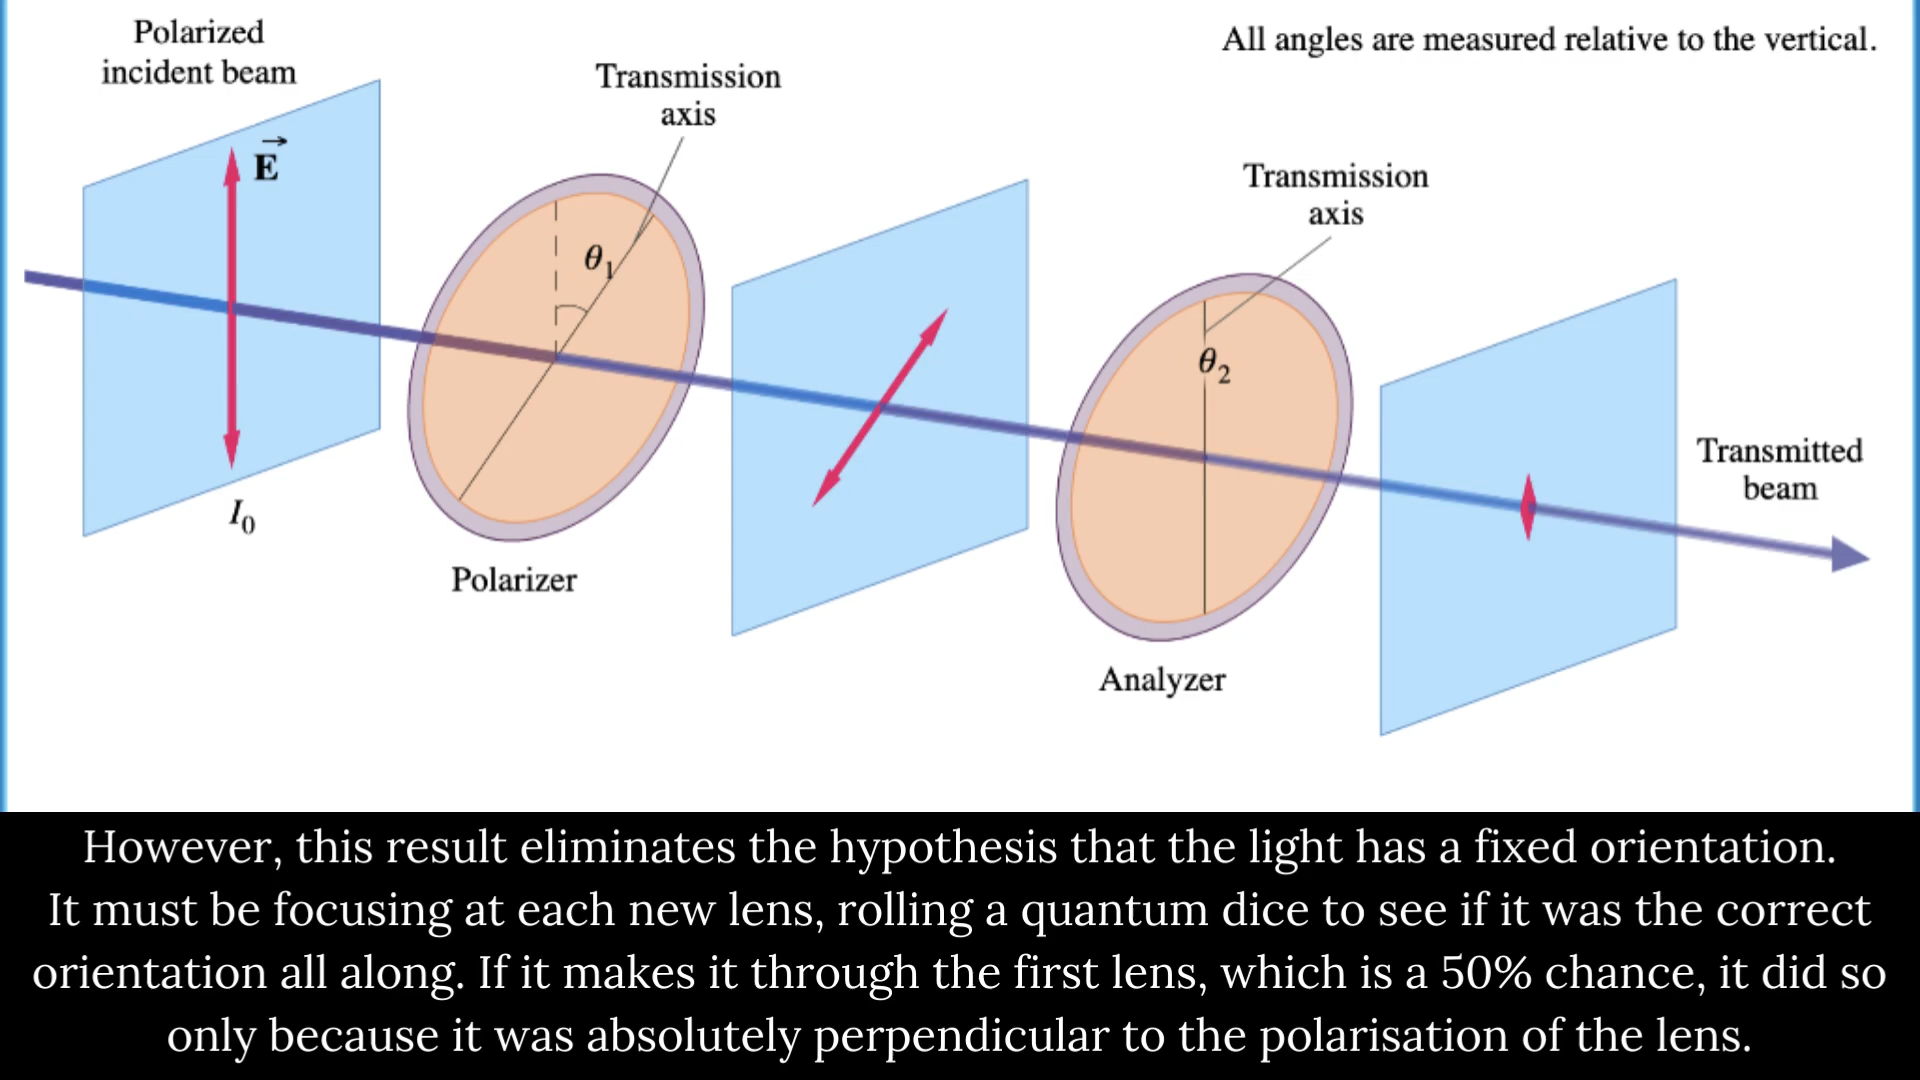 Polarized
incident beam
All angles are measured relative to the vertical.
Transmission
axis
E
θ1
I0
Polarizer
Transmission
axis
θ2
Analyzer
Transmitted
beam
However, this result eliminates the hypothesis that the light has a fixed orientation.
It must be focusing at each new lens, rolling a quantum dice to see if it was the correct
orientation all along. If it makes it through the first lens, which is a 50% chance, it did so
only because it was absolutely perpendicular to the polarisation of the lens.